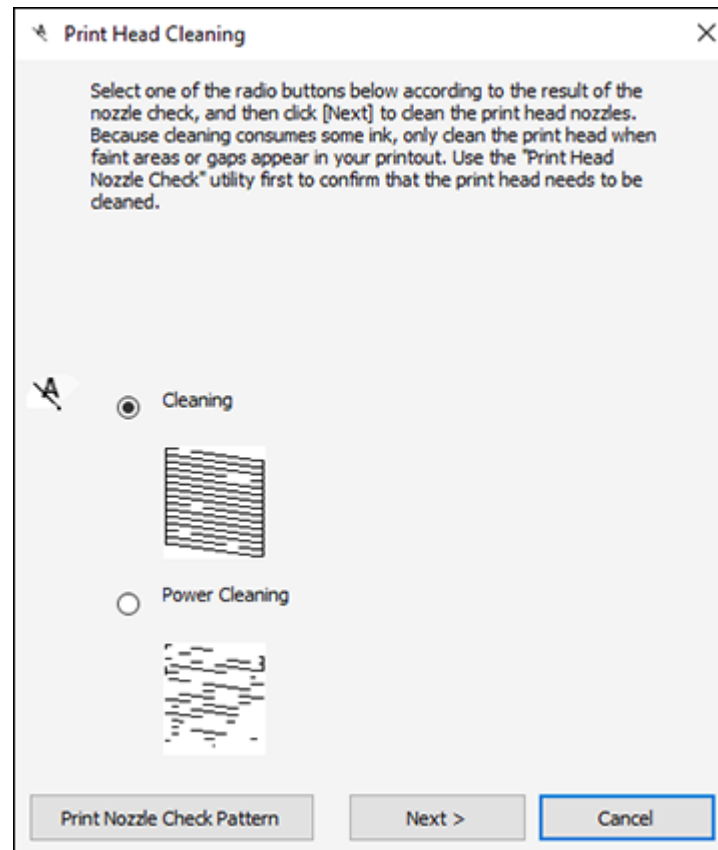 Print Head Cleaning
Select one of the radio buttons below according to the result of the
nozzle check, and then click [Next] to clean the print head nozzles.
Because cleaning consumes some ink, only clean the print head when
faint areas or gaps appear in your printout. Use the "Print Head
Nozzle Check" utility first to confirm that the print head needs to be
cleaned.
Cleaning
Power Cleaning
Print Nozzle Check Pattern
Next >
Cancel